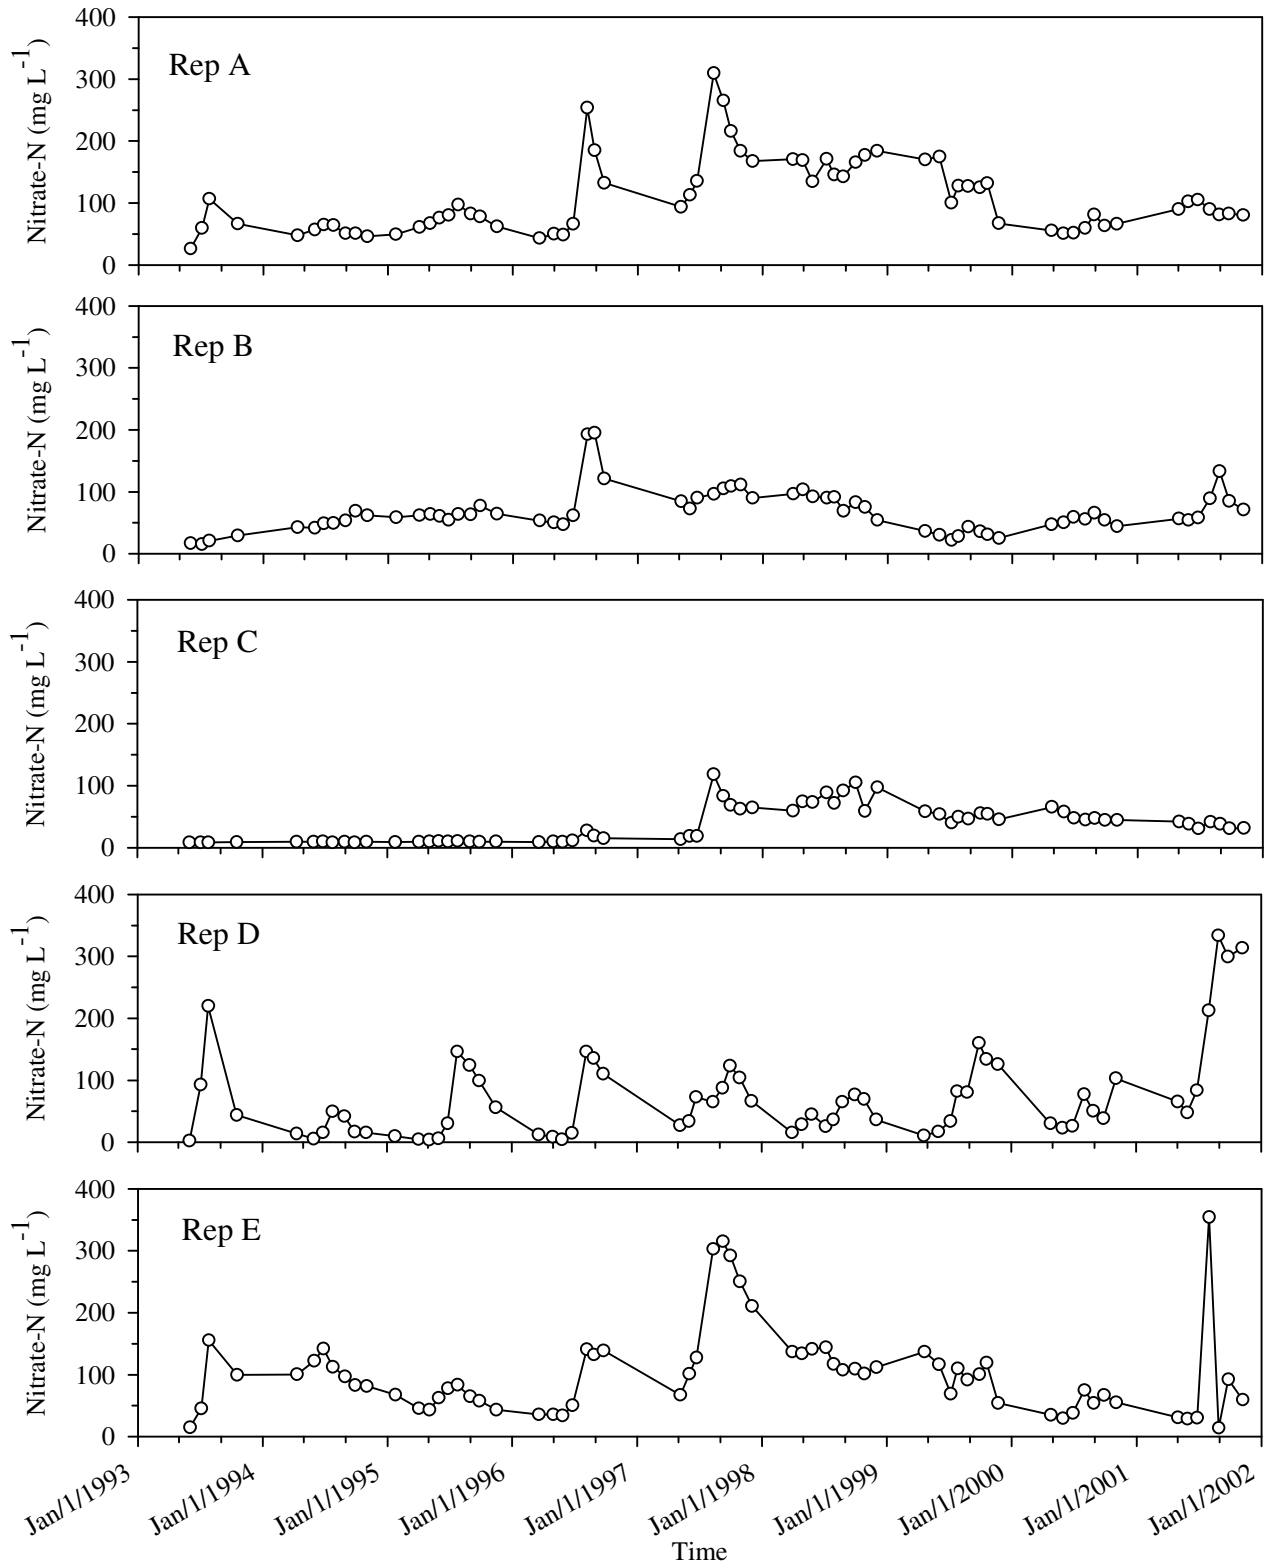 400
300
200
100
0
Nitrate-N (mg L⁻¹)
Rep A
400
300
200
100
0
Nitrate-N (mg L⁻¹)
Rep B
400
300
200
100
0
Nitrate-N (mg L⁻¹)
Rep C
400
300
200
100
0
Nitrate-N (mg L⁻¹)
Rep D
400
300
200
100
0
Nitrate-N (mg L⁻¹)
Rep E
Jan/1/1993
Jan/1/1994
Jan/1/1995
Jan/1/1996
Jan/1/1997
Jan/1/1998
Jan/1/1999
Jan/1/2000
Jan/1/2001
Jan/1/2002
Time